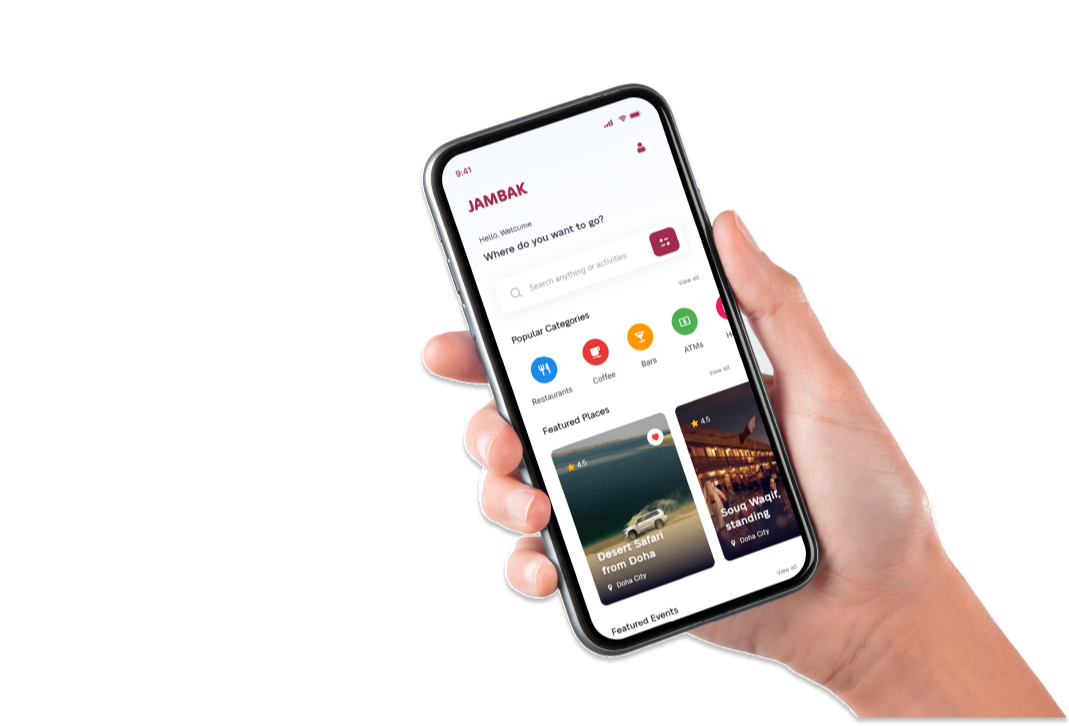 9:41
JAMBAK
Hello, Welcome
Where do you want to go?
Search anything or activities
Popular Categories
View all
Restaurants
Coffee
Bars
ATMs
Featured Places
View all
4.5
Desert Safari
from Doha
Doha City
4.5
Souq Waqif,
standing
Doha City
Featured Events
View all